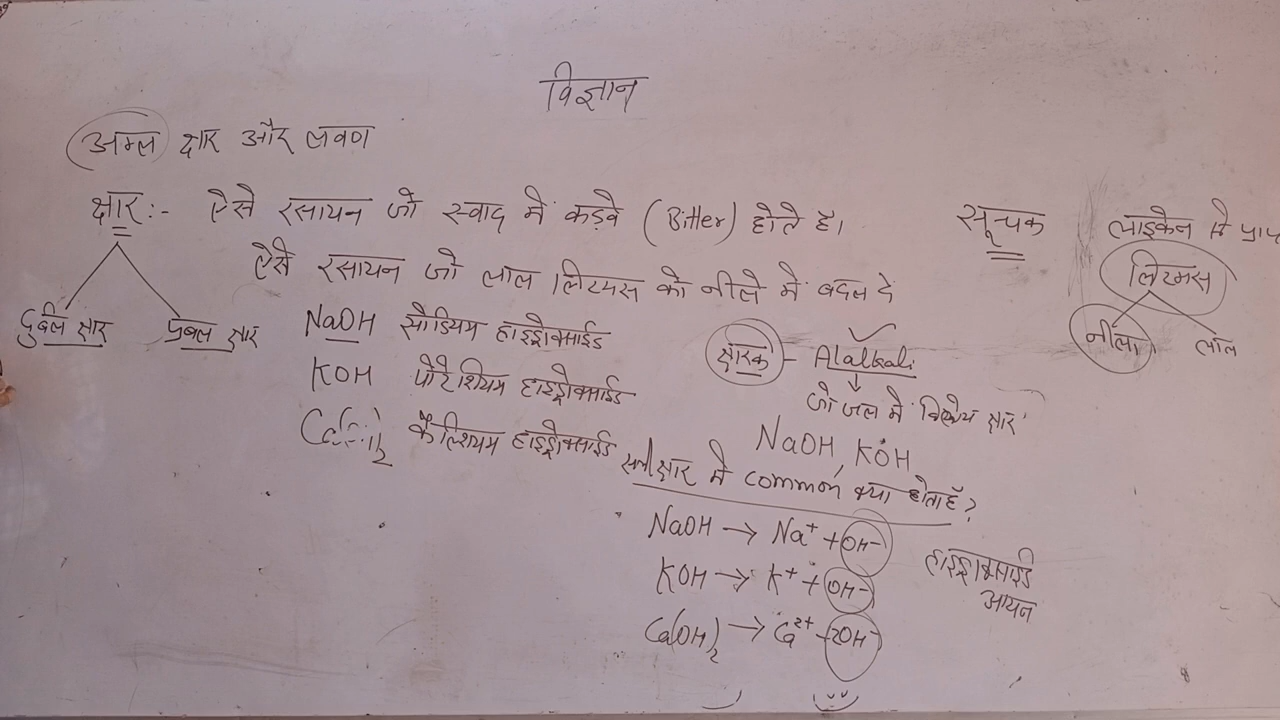 विज्ञान
अम्ल क्षार और लवण
क्षार:- ऐसे रसायन जो स्वाद में कड़वे (Bitter) होते है।
ऐसे रसायन जो लाल लिटमस को नीले में बदल दे
दुर्बल क्षार प्रबल क्षार
NaOH सोडियम हाइड्रोक्साईड
KOH पोटैशियम हाइड्रोक्साईड
कैल्शियम हाइड्रोक्साईड
सूचक
लाइकेन से
लिटमस
नीला लाल
क्षारक - Alalkali
जो जल में विलेय क्षार
NaOH, KOH
सभी क्षार में common क्या होता है?
NaOH → Na⁺ + OH⁻
KOH → K⁺ + OH⁻
Ca(OH)₂ → Ca²⁺ - 2OH⁻
हाइड्राक्साईड
आयन